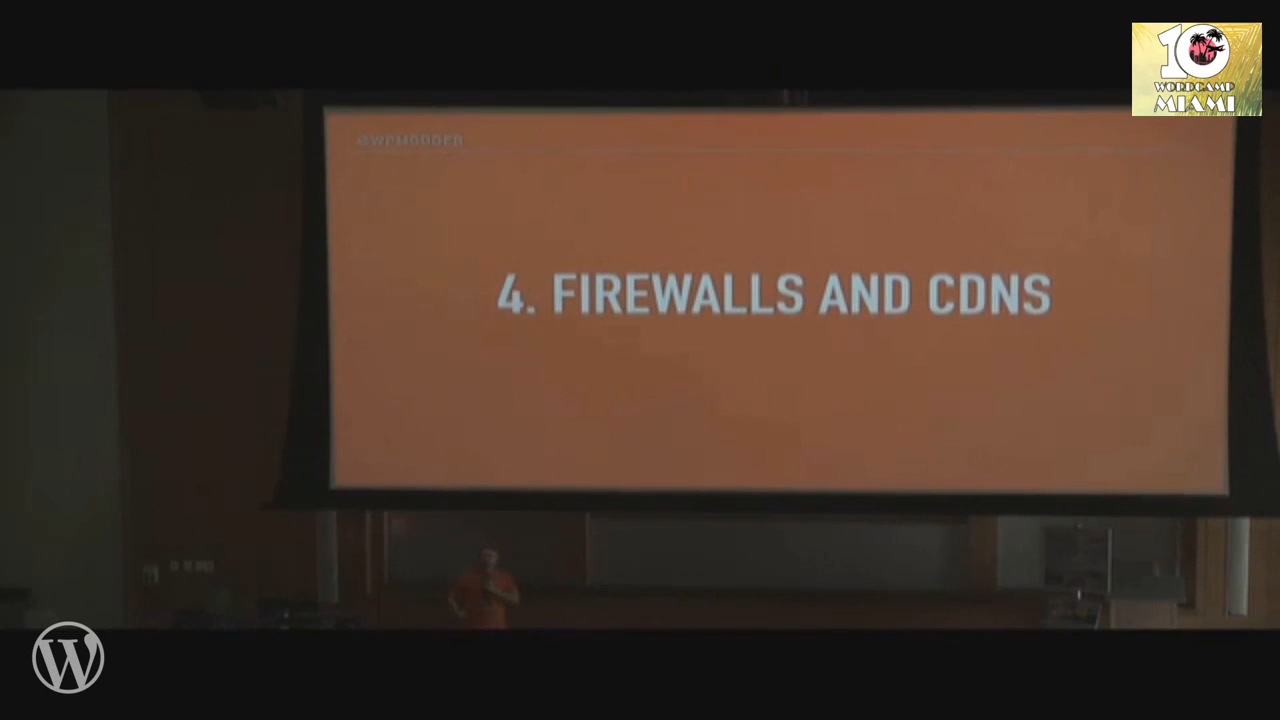 10
WORDCAMP
MIAMI
@WPMODDER
4. FIREWALLS AND CDNS